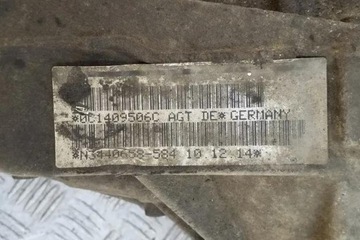 *0C1409506C AGT DE* GERMANY
*N3440658-584 10.12.14*